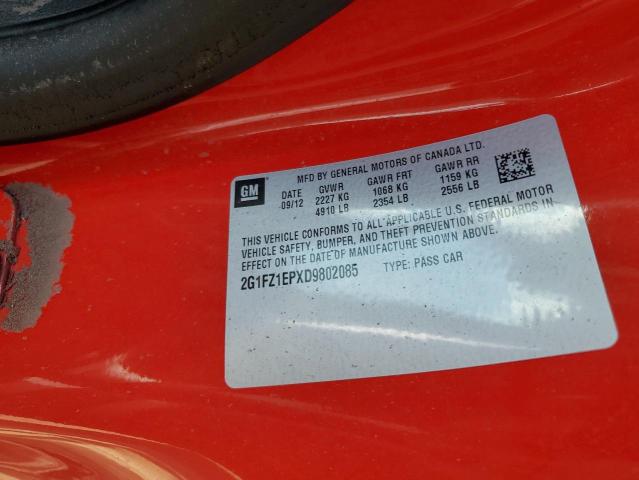 MFD BY GENERAL MOTORS OF CANADA LTD.
GM
DATE GVWR GAWR FRT GAWR RR
09/12 2227 KG 1068 KG 1159 KG
4910 LB 2354 LB 2556 LB
THIS VEHICLE CONFORMS TO ALL APPLICABLE U.S. FEDERAL MOTOR
VEHICLE SAFETY, BUMPER, AND THEFT PREVENTION STANDARDS IN
EFFECT ON THE DATE OF MANUFACTURE SHOWN ABOVE.
2G1FZ1EPXD9802085 TYPE: PASS CAR